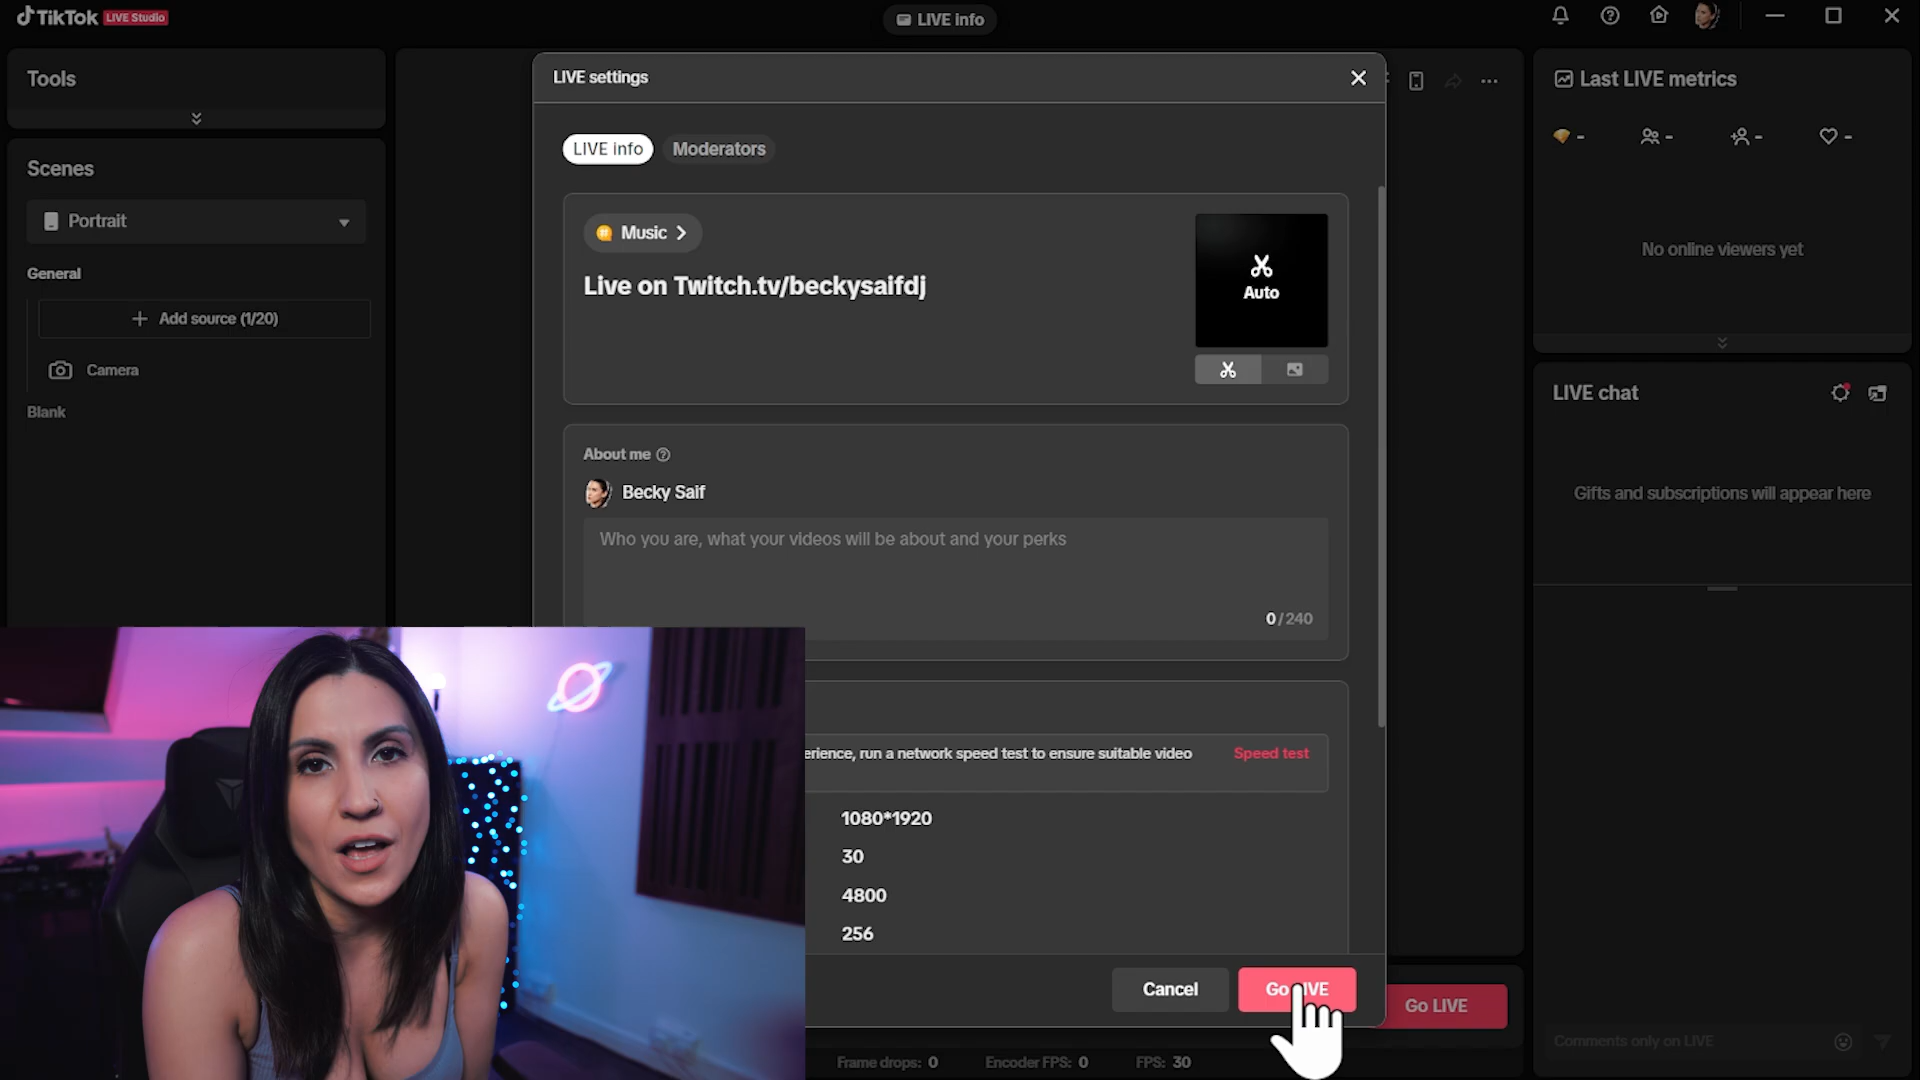 TikTok LIVE Studio
LIVE info
Tools
Scenes
Portrait
General
Add source (1/20)
Camera
Blank
LIVE settings
LIVE info
Moderators
Music
Live on Twitch.tv/beckysaifdj
Auto
About me
Becky Saif
Who you are, what your videos will be about and your perks
0/240
erience, run a network speed test to ensure suitable video
Speed test
1080*1920
30
4800
256
Cancel
Go LIVE
Go LIVE
Frame drops: 0
Encoder FPS: 0
FPS: 30
Last LIVE metrics
-
-
-
-
No online viewers yet
LIVE chat
Gifts and subscriptions will appear here
Comments only on LIVE